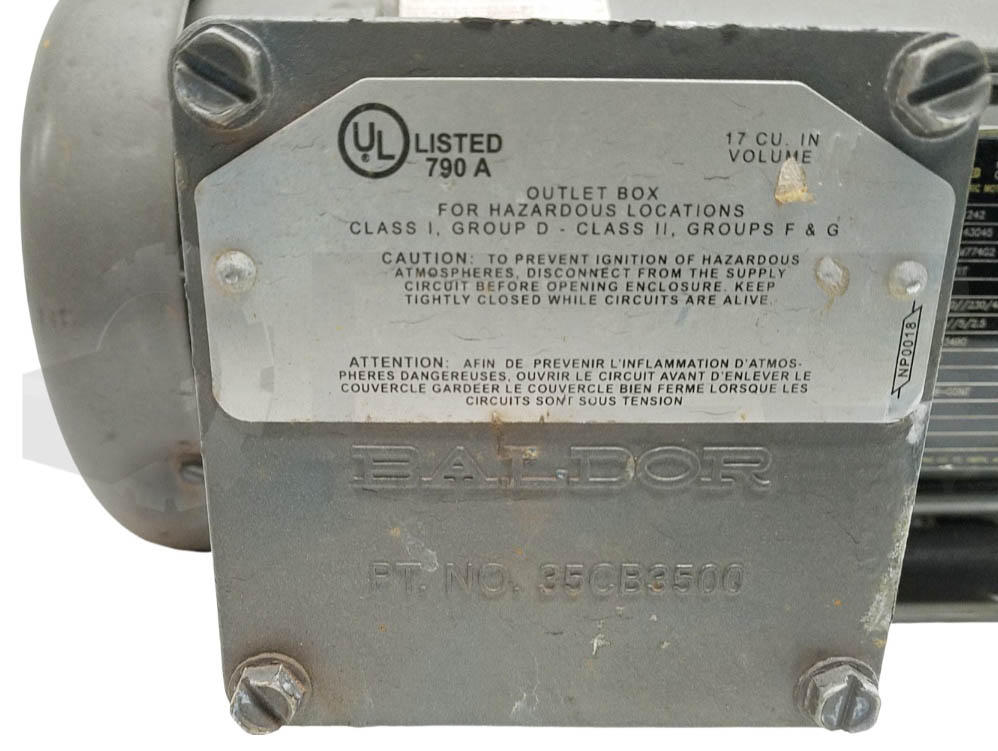 UL
LISTED
790 A
17 CU. IN
VOLUME
OUTLET BOX
FOR HAZARDOUS LOCATIONS
CLASS I, GROUP D - CLASS II, GROUPS F & G
CAUTION: TO PREVENT IGNITION OF HAZARDOUS
ATMOSPHERES, DISCONNECT FROM THE SUPPLY
CIRCUIT BEFORE OPENING ENCLOSURE. KEEP
TIGHTLY CLOSED WHILE CIRCUITS ARE ALIVE.
NP0018
ATTENTION: AFIN DE PREVENIR L'INFLAMMATION D'ATMOS-
PHERES DANGEREUSES, OUVRIR LE CIRCUIT AVANT D'ENLEVER LE
COUVERCLE GARDEER LE COUVERCLE BIEN FERME LORSQUE LES
CIRCUITS SONT SOUS TENSION
BALDOR
PT. NO. 35CB3500